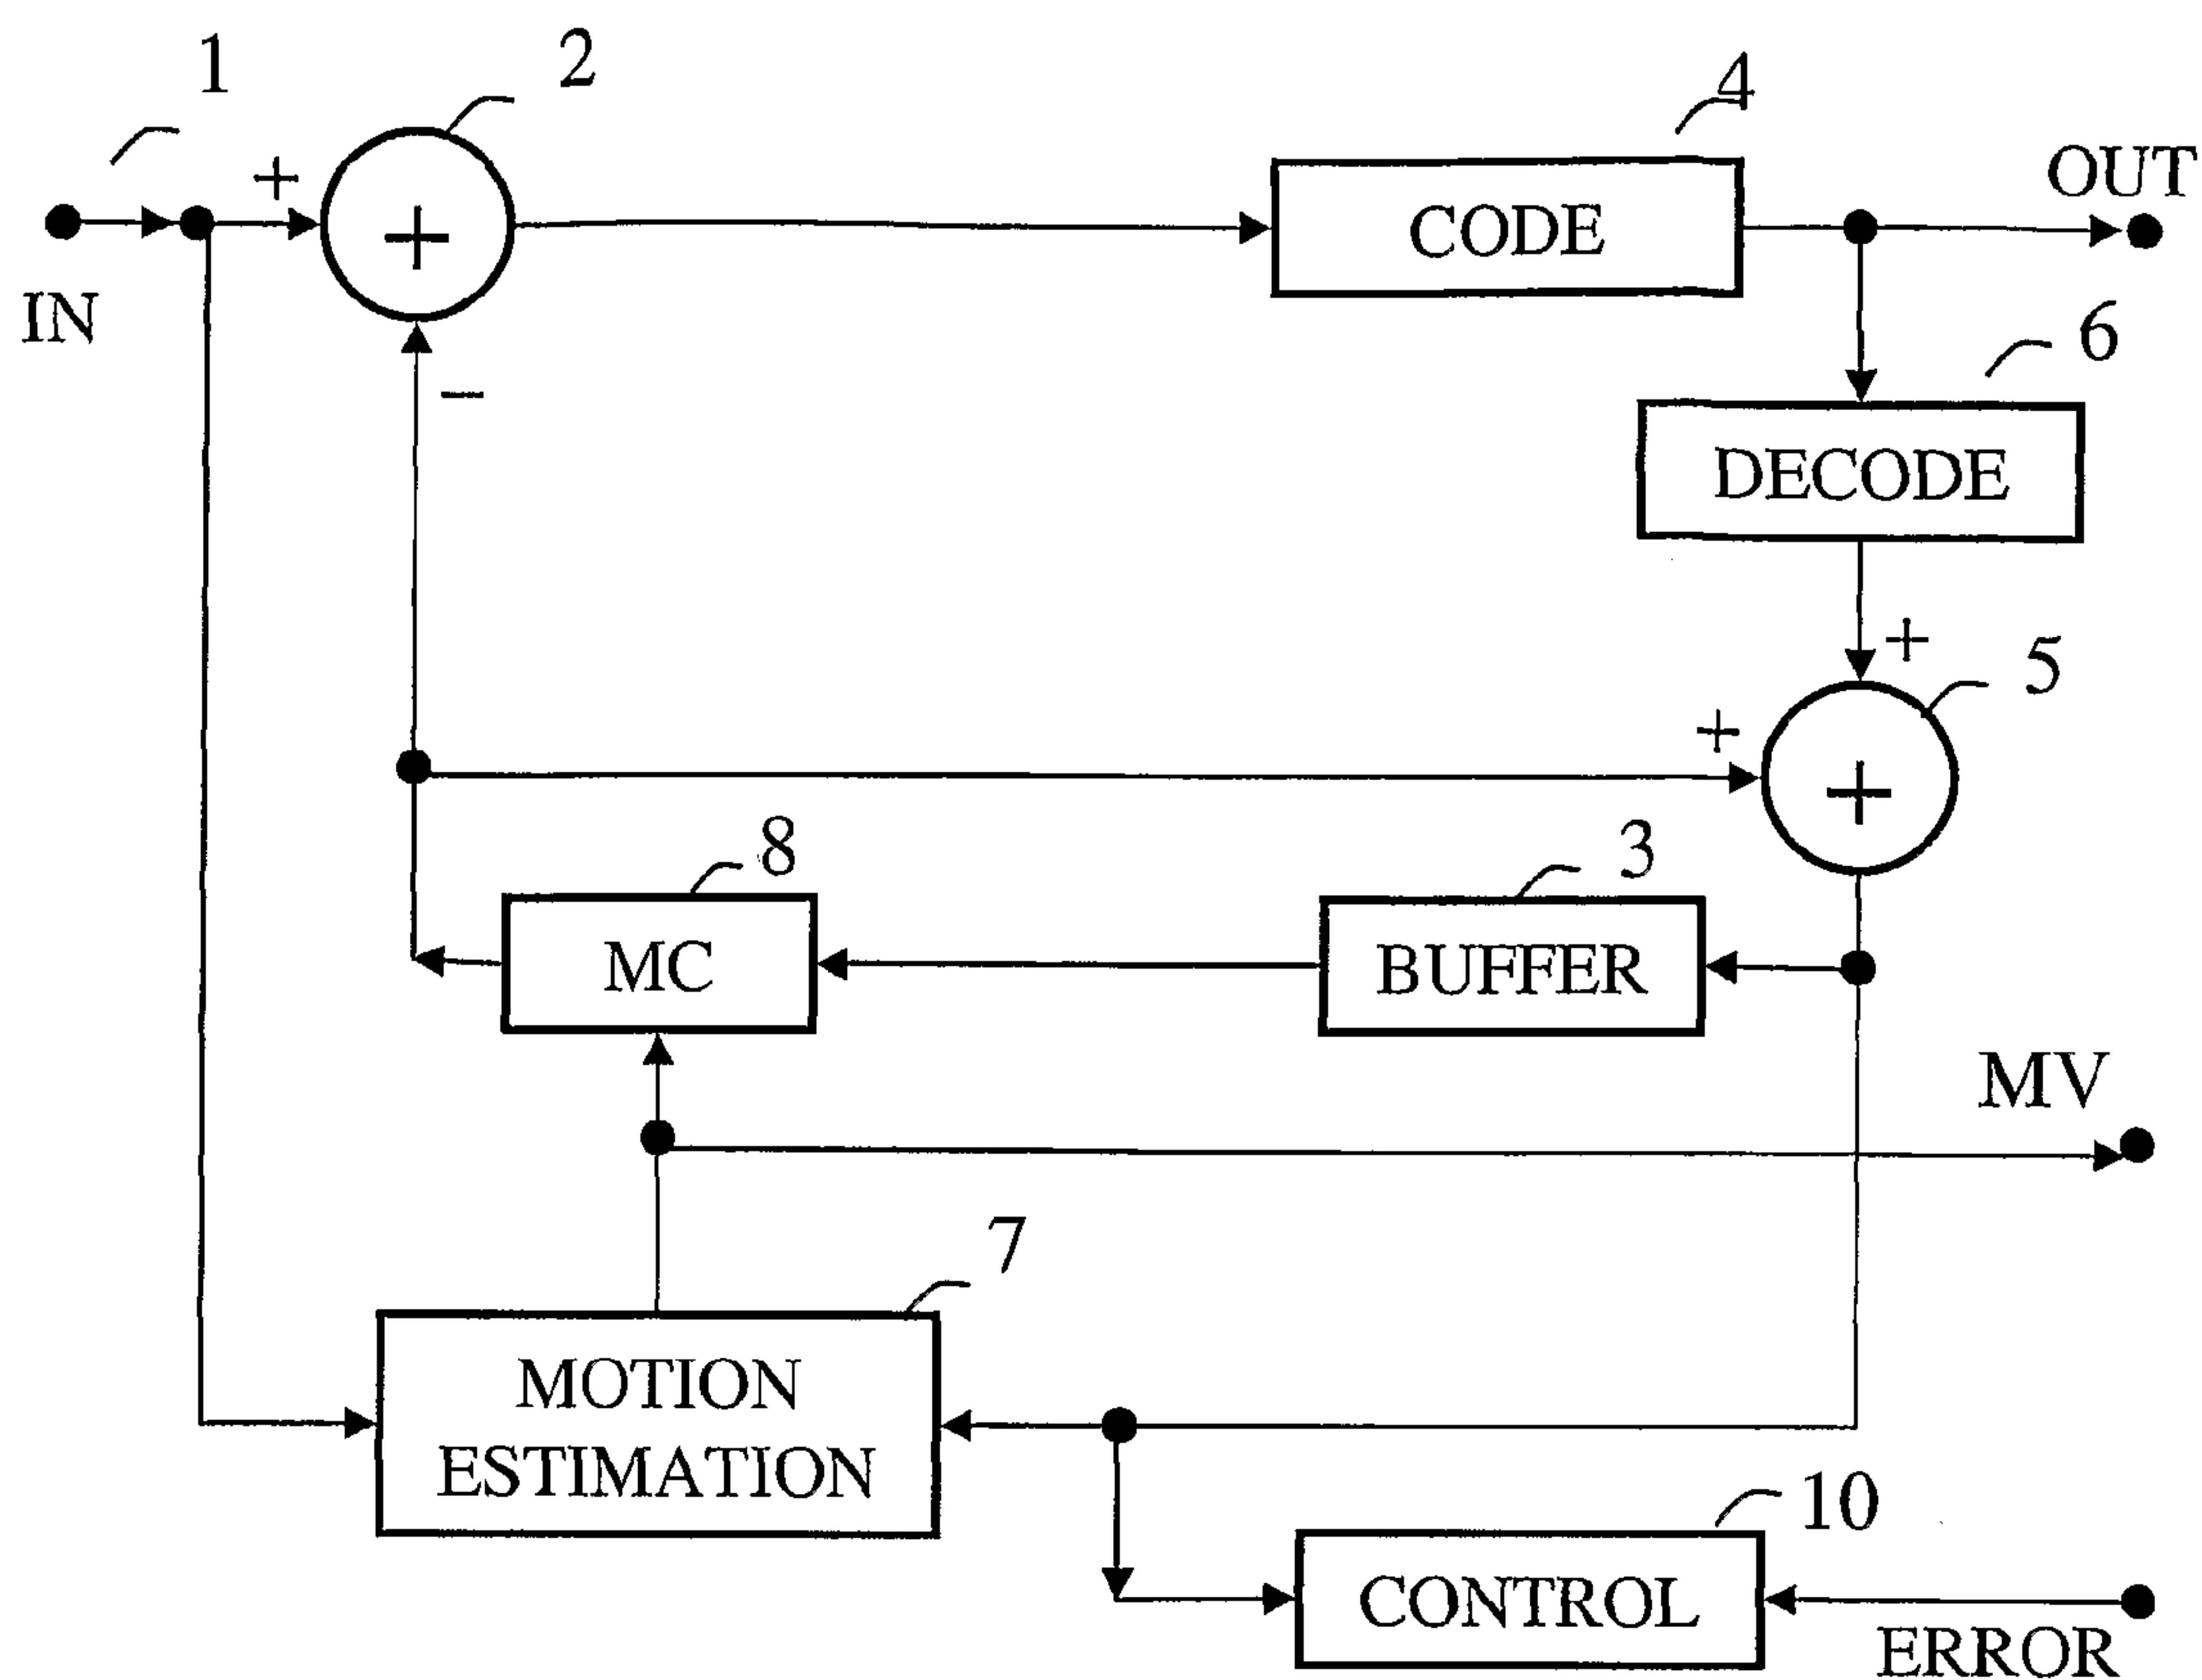 1
2
4
OUT
+
+
CODE
IN
6
−
DECODE
+
5
+
+
8
3
MC
BUFFER
MV
7
MOTION
ESTIMATION
10
CONTROL
ERROR